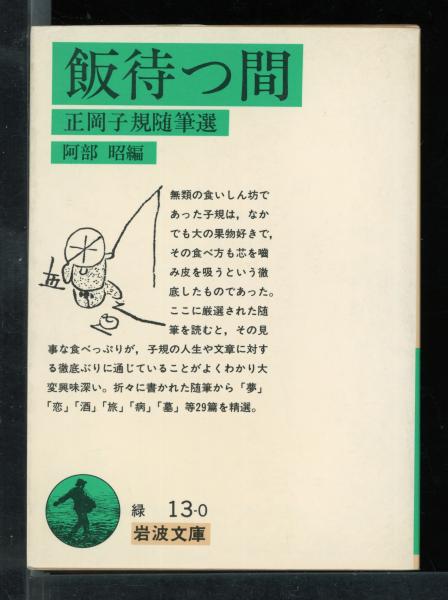 飯待つ間
正岡子規随筆選
阿部 昭編
無類の食いしん坊で
あった子規は，なか
でも大の果物好きで，
その食べ方も芯を嚙
み皮を吸うという徹
底したものであった。
ここに厳選された随
筆を読むと，その見
事な食べっぷりが，子規の人生や文章に対す
る徹底ぶりに通じていることがよくわかり大
変興味深い。折々に書かれた随筆から「夢」
「恋」「酒」「旅」「病」「墓」等29篇を精選。
緑 13-0
岩波文庫